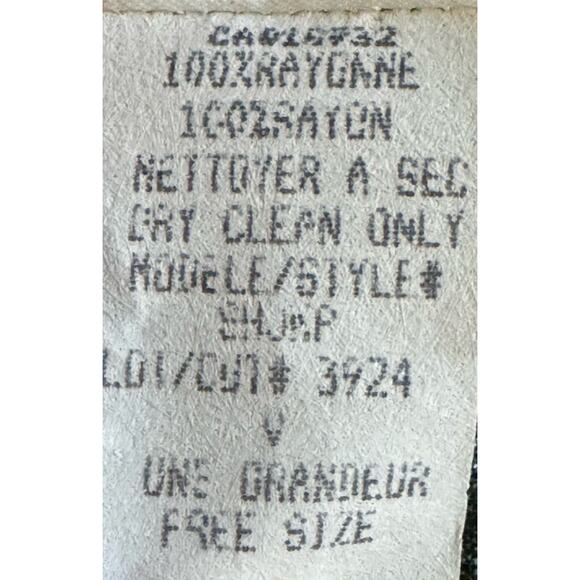 100%RAYONNE
100%RAYON
NETTOYER A SEC
DRY CLEAN ONLY
MODELE/STYLE#
LOT/CUT# 3924
V
UNE GRANDEUR
FREE SIZE